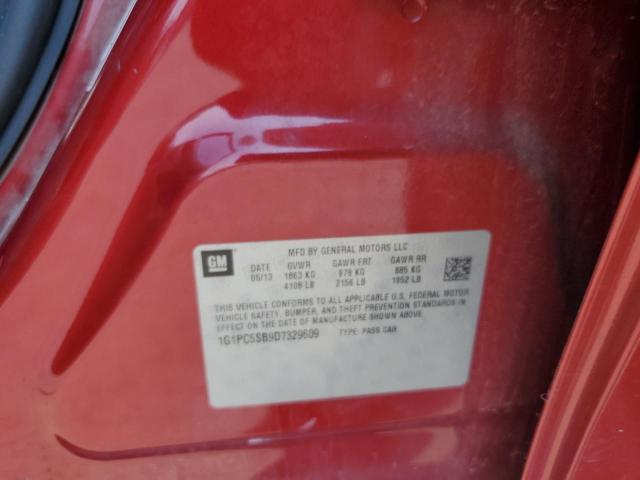 GM
MFD BY GENERAL MOTORS LLC
DATE GVWR GAWR FRT GAWR RR
05/13 1863 KG 978 KG 885 KG
4108 LB 2156 LB 1952 LB
THIS VEHICLE CONFORMS TO ALL APPLICABLE U.S. FEDERAL MOTOR
VEHICLE SAFETY, BUMPER, AND THEFT PREVENTION STANDARDS IN
EFFECT ON THE DATE OF MANUFACTURE SHOWN ABOVE.
1G1PC5SB9D7329609 TYPE: PASS CAR